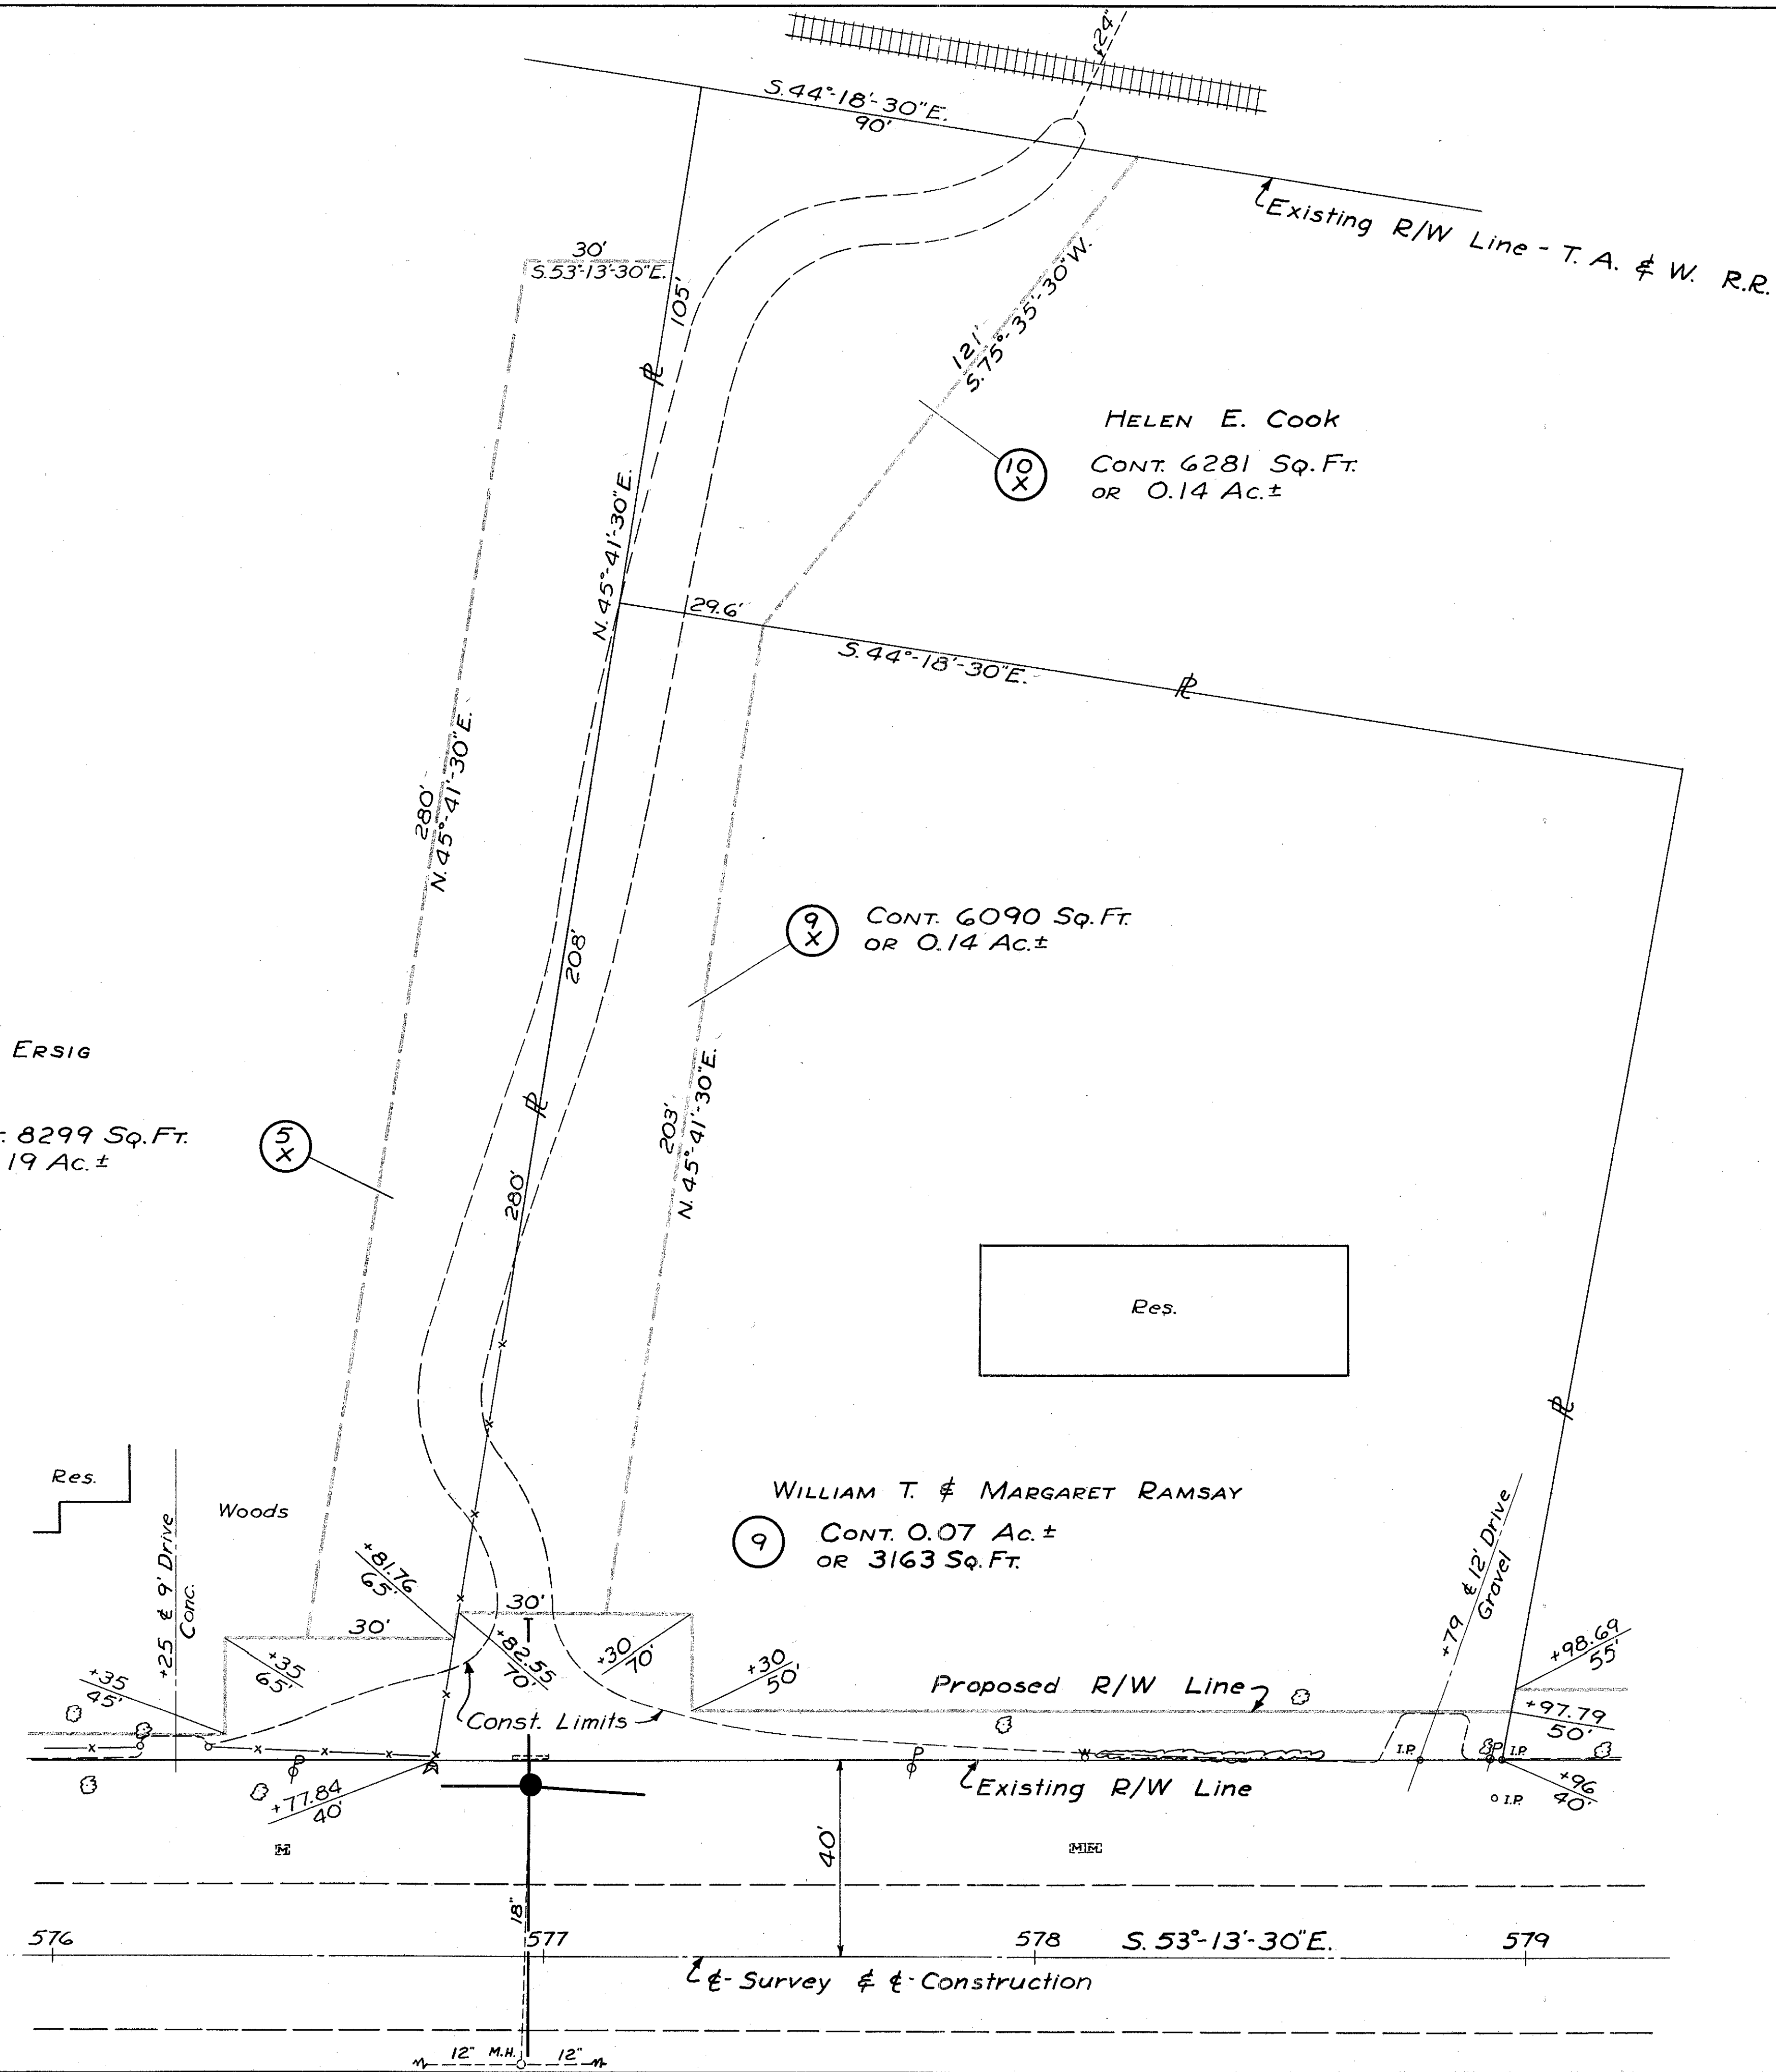 24"
S. 44°-18'-30" E.
90'
Existing R/W Line - T. A. & W. R.R.
30'
S. 53°-13'-30" E.
105'
℄
121'
S. 75°-35'-30" W.
HELEN E. COOK
10
X
CONT. 6281 SQ. FT.
OR 0.14 AC.±
N. 45°-41'-30" E.
29.6'
S. 44°-18'-30" E.
℄
280'
N. 45°-41'-30" E.
9
X
CONT. 6090 SQ. FT.
OR 0.14 AC.±
208'
ERSIG
8299 SQ. FT.
19 AC.±
5
X
℄
203'
N. 45°-41'-30" E.
280'
Res.
℄
Res.
Woods
WILLIAM T. & MARGARET RAMSAY
9
CONT. 0.07 AC.±
OR 3163 SQ. FT.
+25 ℄ 9' Drive
Conc.
+81.76
65'
30'
30'
+79 ℄ 12' Drive
Gravel
+35
45'
+35
65'
+82.55
70'
+30
70'
+30
50'
+98.69
55'
Proposed R/W Line
+97.79
50'
Const. Limits
P
P
I.P.
P
I.P.
+77.84
40'
Existing R/W Line
+96
40'
I.P.
M
MM
40'
18"
576
577
578
S. 53°-13'-30" E.
579
℄-Survey & ℄-Construction
12" M.H. 12"